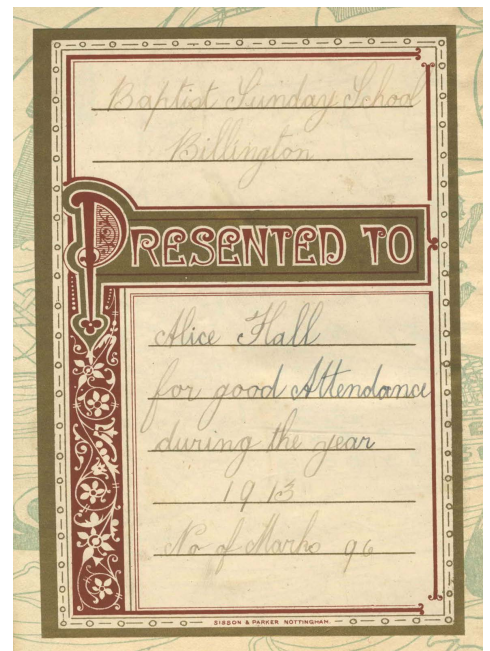 Baptist Sunday School
Billington
PRESENTED TO
Alice Hall
for good Attendance
during the year
1913
No of Marks 96
SISSON & PARKER NOTTINGHAM.